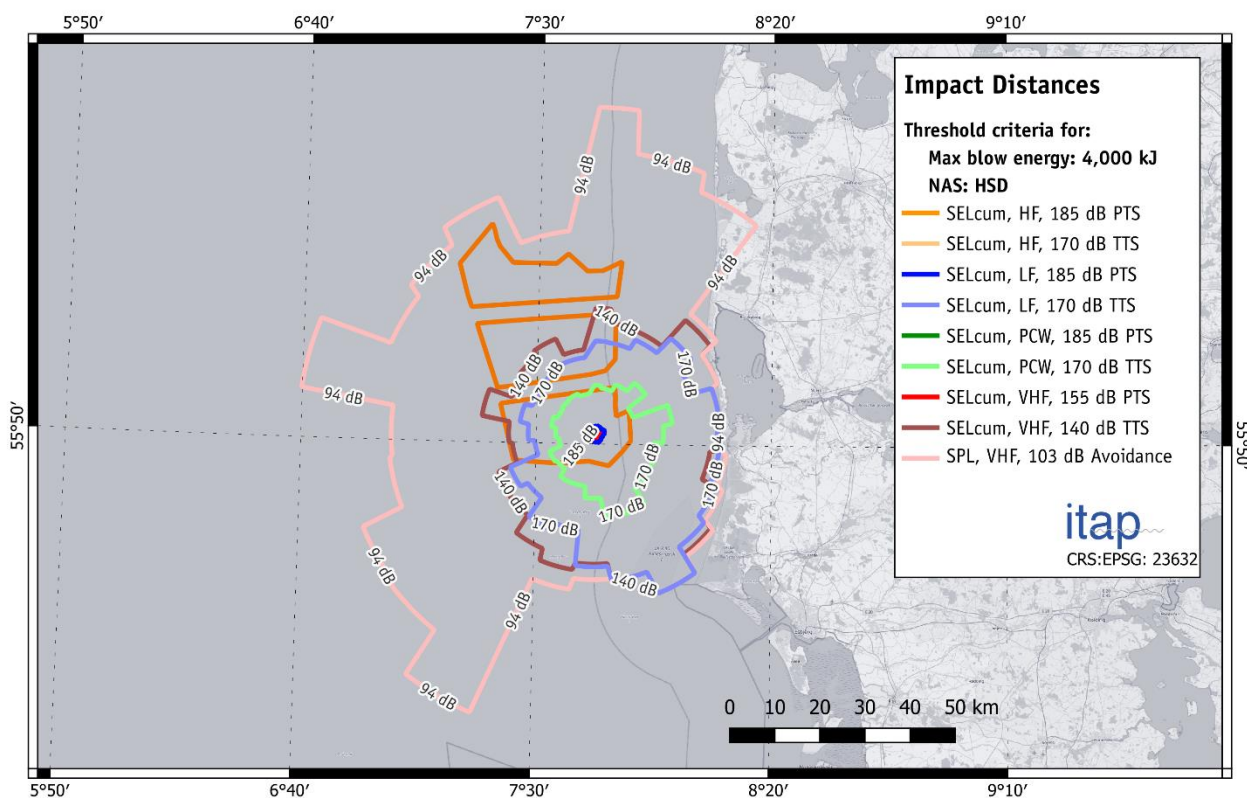 5°50′ 6°40′ 7°30′ 8°20′ 9°10′
Impact Distances
Threshold criteria for:
Max blow energy: 4,000 kJ
NAS: HSD
SELcum, HF, 185 dB PTS
SELcum, HF, 170 dB TTS
SELcum, LF, 185 dB PTS
SELcum, LF, 170 dB TTS
SELcum, PCW, 185 dB PTS
SELcum, PCW, 170 dB TTS
SELcum, VHF, 155 dB PTS
SELcum, VHF, 140 dB TTS
SPL, VHF, 103 dB Avoidance
itap
CRS:EPSG: 23632
94 dB
94 dB
94 dB
94 dB
140 dB
140 dB
170 dB
170 dB
94 dB
55°50′
94 dB
185 dB
170 dB
55°50′
140 dB
170 dB
170 dB
170 dB
94 dB
140 dB
94 dB
94 dB
0 10 20 30 40 50 km
5°50′ 6°40′ 7°30′ 8°20′ 9°10′